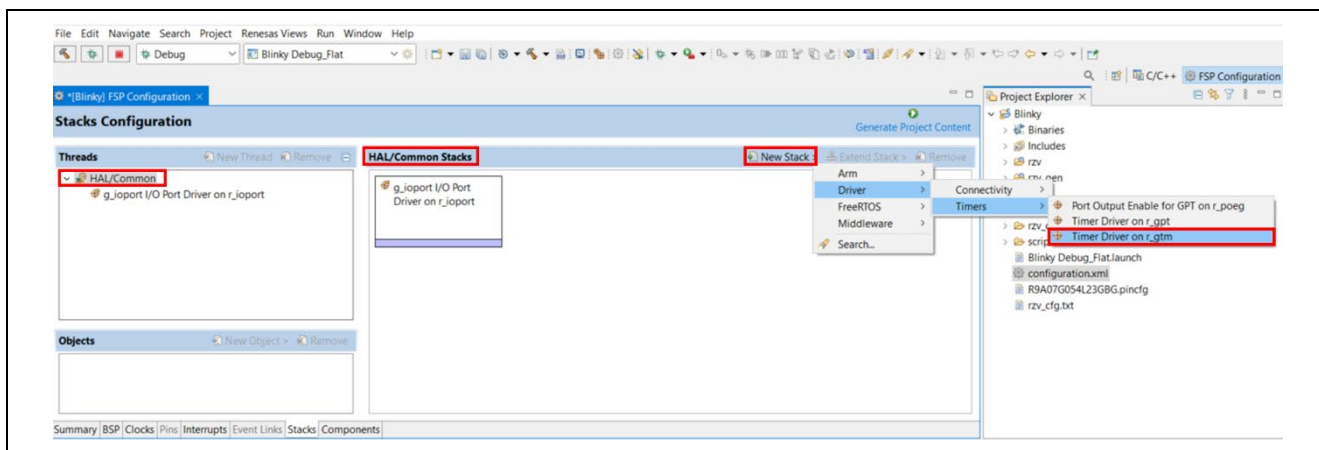 File Edit Navigate Search Project Renesas Views Run Window Help
Debug
Blinky Debug_Flat
C/C++ FSP Configuration
*[Blinky] FSP Configuration
Project Explorer
Stacks Configuration
Generate Project Content
Threads
New Thread Remove
HAL/Common Stacks
New Stack > Extend Stack > Remove
HAL/Common
g_ioport I/O Port Driver on r_ioport
g_ioport I/O Port
Driver on r_ioport
Arm >
Driver >
FreeRTOS >
Middleware >
Search...
Connectivity >
Timers >
Port Output Enable for GPT on r_poeg
Timer Driver on r_gpt
Timer Driver on r_gtm
Blinky
Binaries
Includes
rzv
Blinky Debug_Flat.launch
configuration.xml
R9A07G054L23GBG.pincfg
rzv_cfg.txt
Objects
New Object > Remove
Summary BSP Clocks Pins Interrupts Event Links Stacks Components